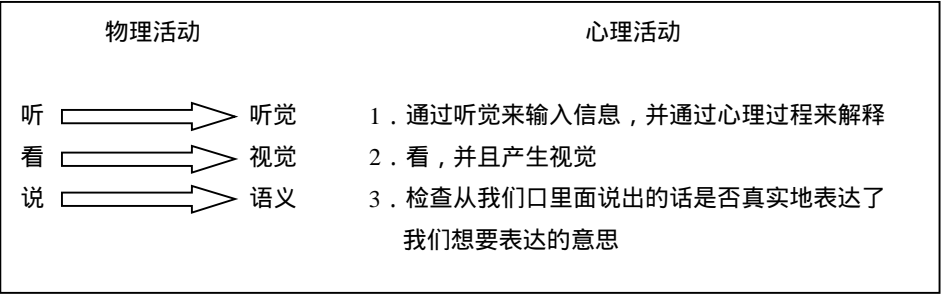 物理活动 心理活动
听 听觉 1．通过听觉来输入信息，并通过心理过程来解释
看 视觉 2．看，并且产生视觉
说 语义 3．检查从我们口里面说出的话是否真实地表达了
我们想要表达的意思